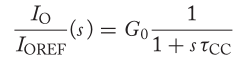 I_O/I_OREF (s) = G_0 1/(1 + sτ_CC)